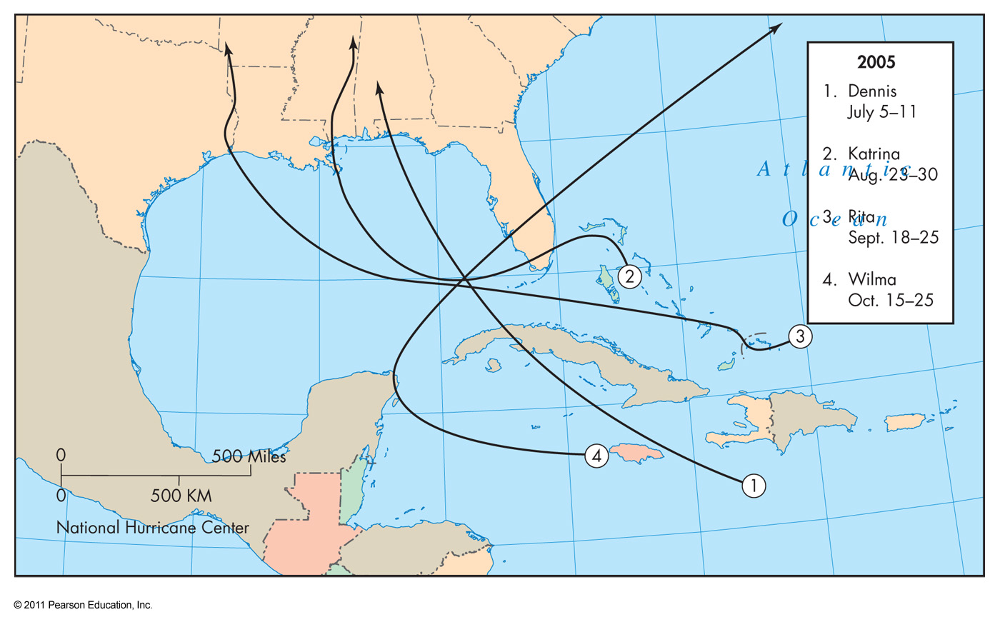 2005
1. Dennis
July 5–11
2. Katrina
Aug. 23–30
3. Rita
Sept. 18–25
4. Wilma
Oct. 15–25
Atlantic
Ocean
2
3
4
1
0 500 Miles
0 500 KM
National Hurricane Center
© 2011 Pearson Education, Inc.